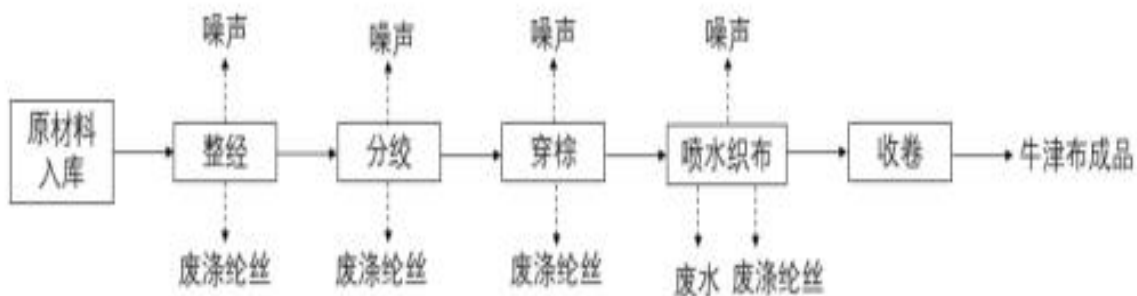 噪声
噪声
噪声
噪声
原材料
入库
整经
分绞
穿棕
喷水织布
收卷
牛津布成品
废涤纶丝
废涤纶丝
废涤纶丝
废水
废涤纶丝